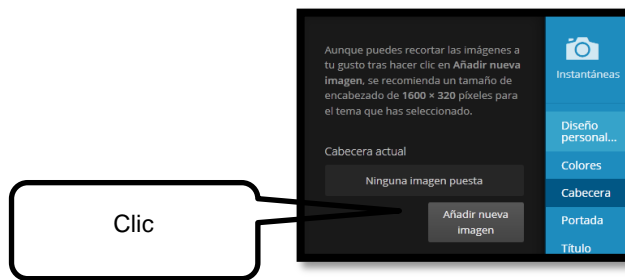 Aunque puedes recortar las imágenes a
tu gusto tras hacer clic en Añadir nueva
imagen, se recomienda un tamaño de
encabezado de 1600 × 320 píxeles para
el tema que has seleccionado.
Cabecera actual
Ninguna imagen puesta
Añadir nueva
imagen
Instantáneas
Diseño
personal...
Colores
Cabecera
Portada
Título
Clic